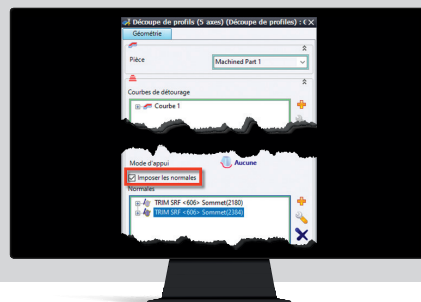 Découpe de profils (5 axes) (Découpe de profiles) : (
Géométrie
Pièce
Machined Part 1
Courbes de détourage
Courbe 1
Mode d'appui
Aucune
Imposer les normales
Normales
TRIM SRF <606> Sommet(2180)
TRIM SRF <606> Sommet(2384)